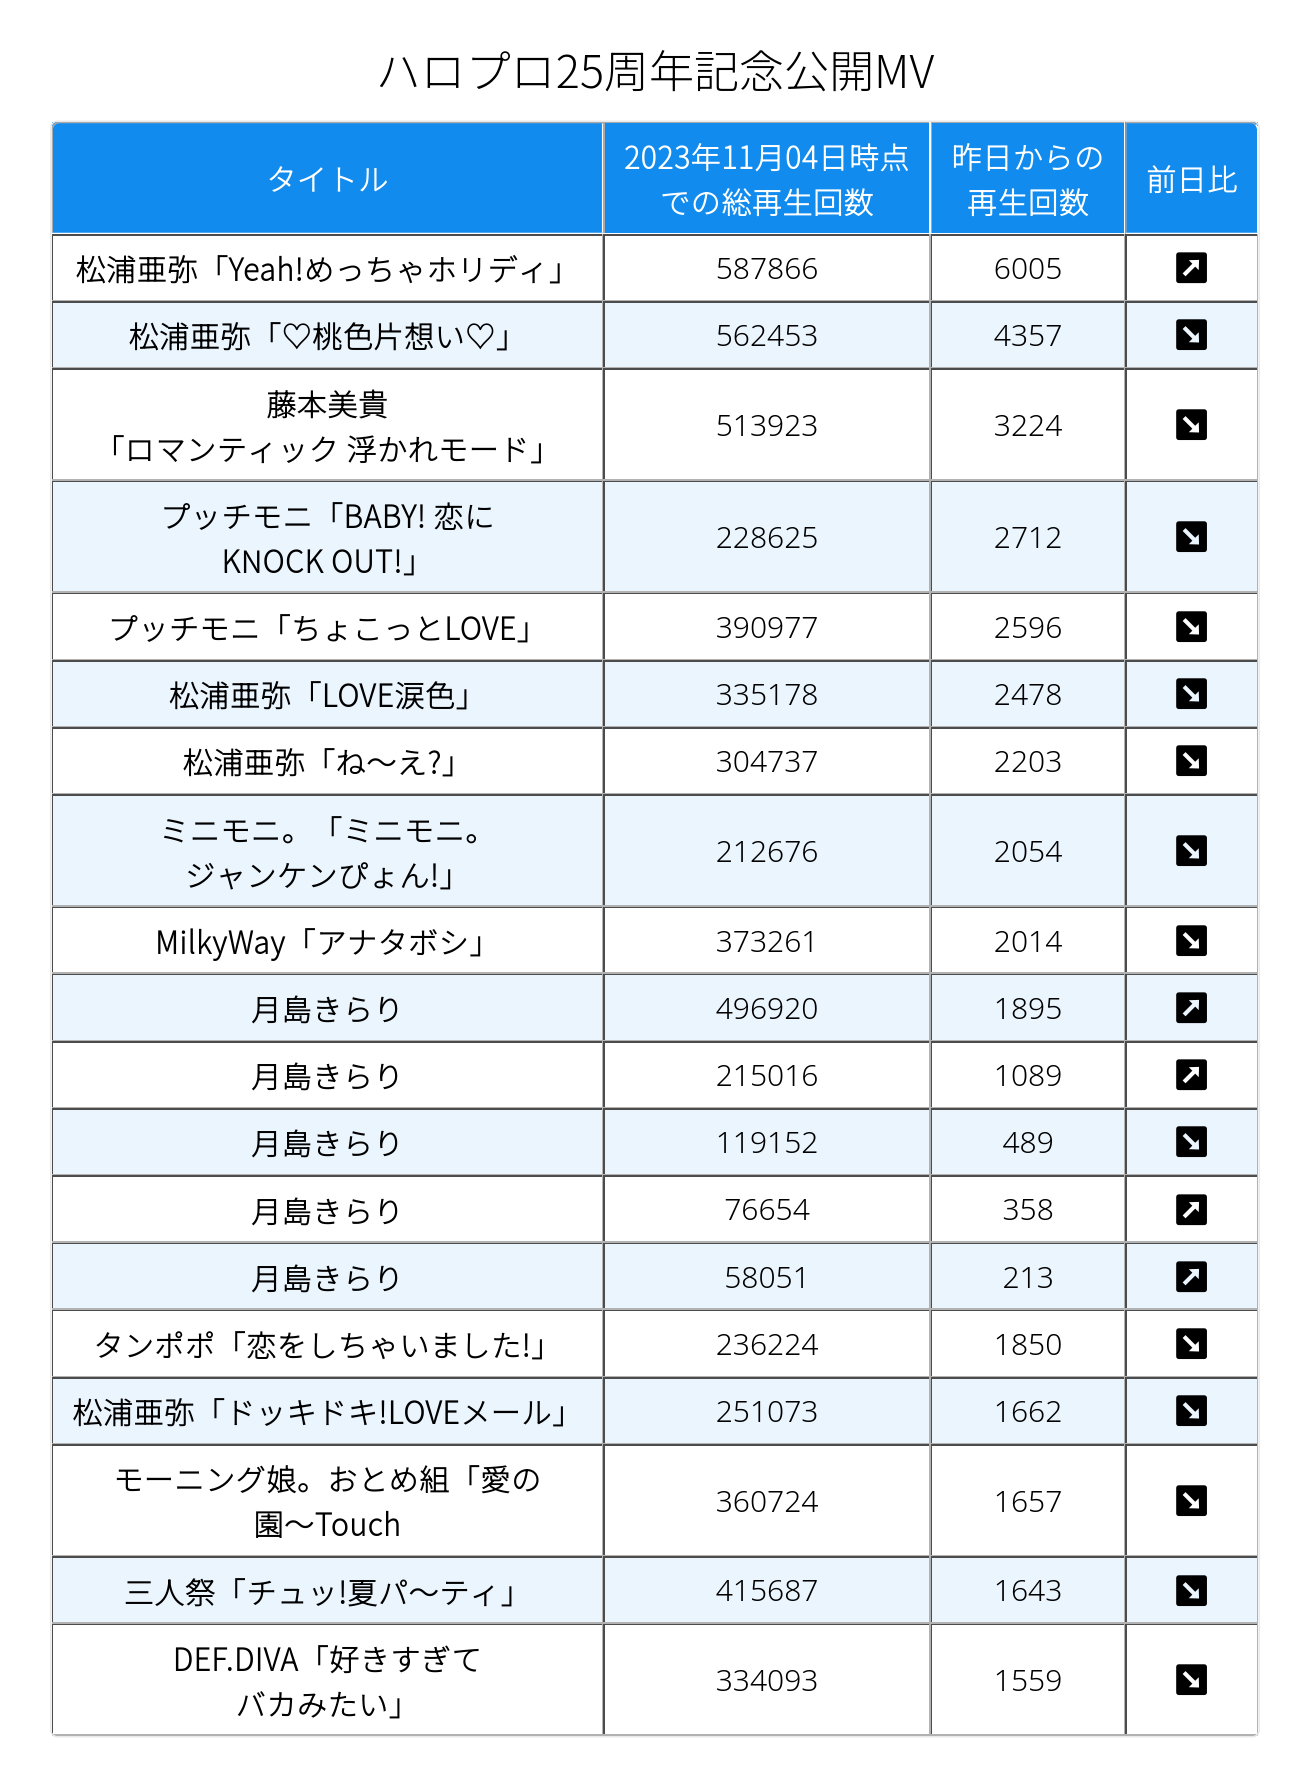 ハロプロ25周年記念公開MV
タイトル
2023年11月04日時点
での総再生回数
昨日からの
再生回数
前日比
松浦亜弥「Yeah!めっちゃホリディ」 587866 6005 ↗
松浦亜弥「♡桃色片想い♡」 562453 4357 ↘
藤本美貴
「ロマンティック 浮かれモード」 513923 3224 ↘
プッチモニ「BABY! 恋に
KNOCK OUT!」 228625 2712 ↘
プッチモニ「ちょこっとLOVE」 390977 2596 ↘
松浦亜弥「LOVE涙色」 335178 2478 ↘
松浦亜弥「ね〜え?」 304737 2203 ↘
ミニモニ。「ミニモニ。
ジャンケンぴょん!」 212676 2054 ↘
MilkyWay「アナタボシ」 373261 2014 ↘
月島きらり 496920 1895 ↗
月島きらり 215016 1089 ↗
月島きらり 119152 489 ↘
月島きらり 76654 358 ↗
月島きらり 58051 213 ↗
タンポポ「恋をしちゃいました!」 236224 1850 ↘
松浦亜弥「ドッキドキ!LOVEメール」 251073 1662 ↘
モーニング娘。おとめ組「愛の
園〜Touch 360724 1657 ↘
三人祭「チュッ!夏パ〜ティ」 415687 1643 ↘
DEF.DIVA「好きすぎて
バカみたい」 334093 1559 ↘